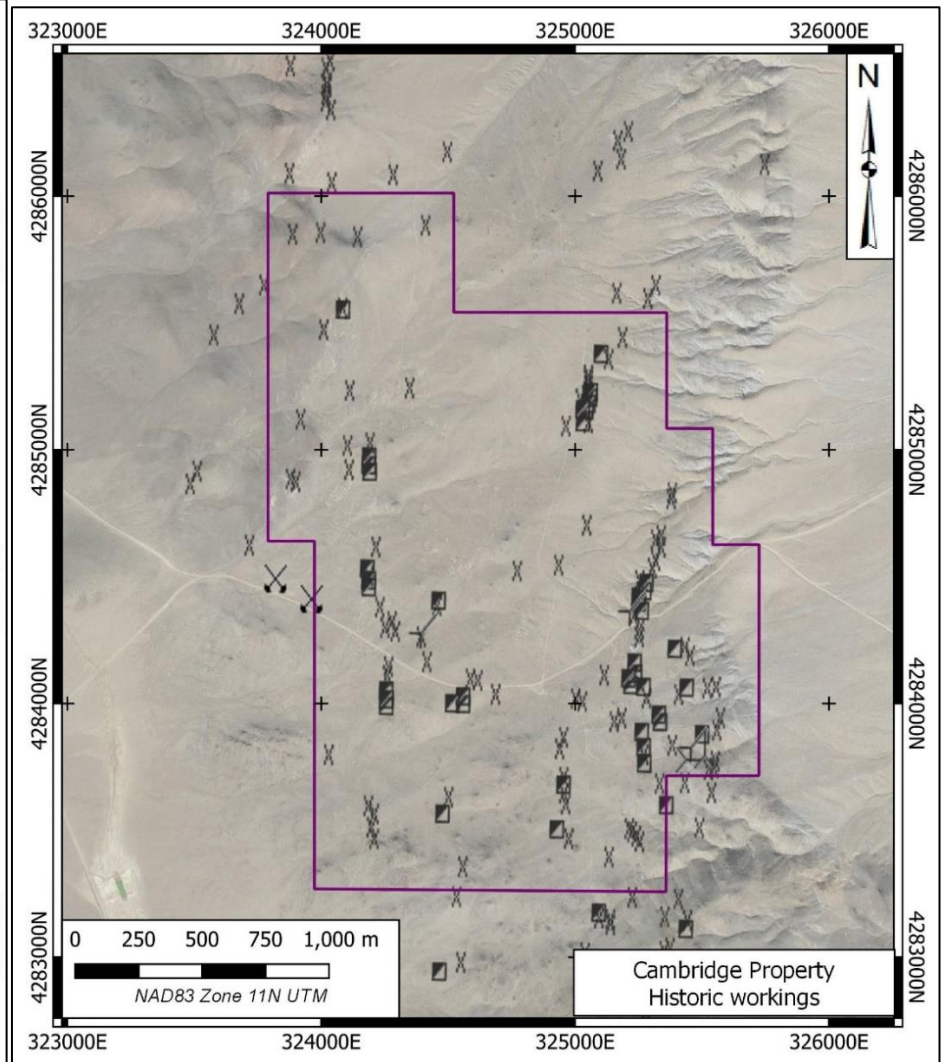 323000E 324000E 325000E 326000E
N
4286000N 4286000N
4285000N 4285000N
4284000N 4284000N
4283000N 4283000N
0 250 500 750 1,000 m
NAD83 Zone 11N UTM
Cambridge Property
Historic workings
323000E 324000E 325000E 326000E